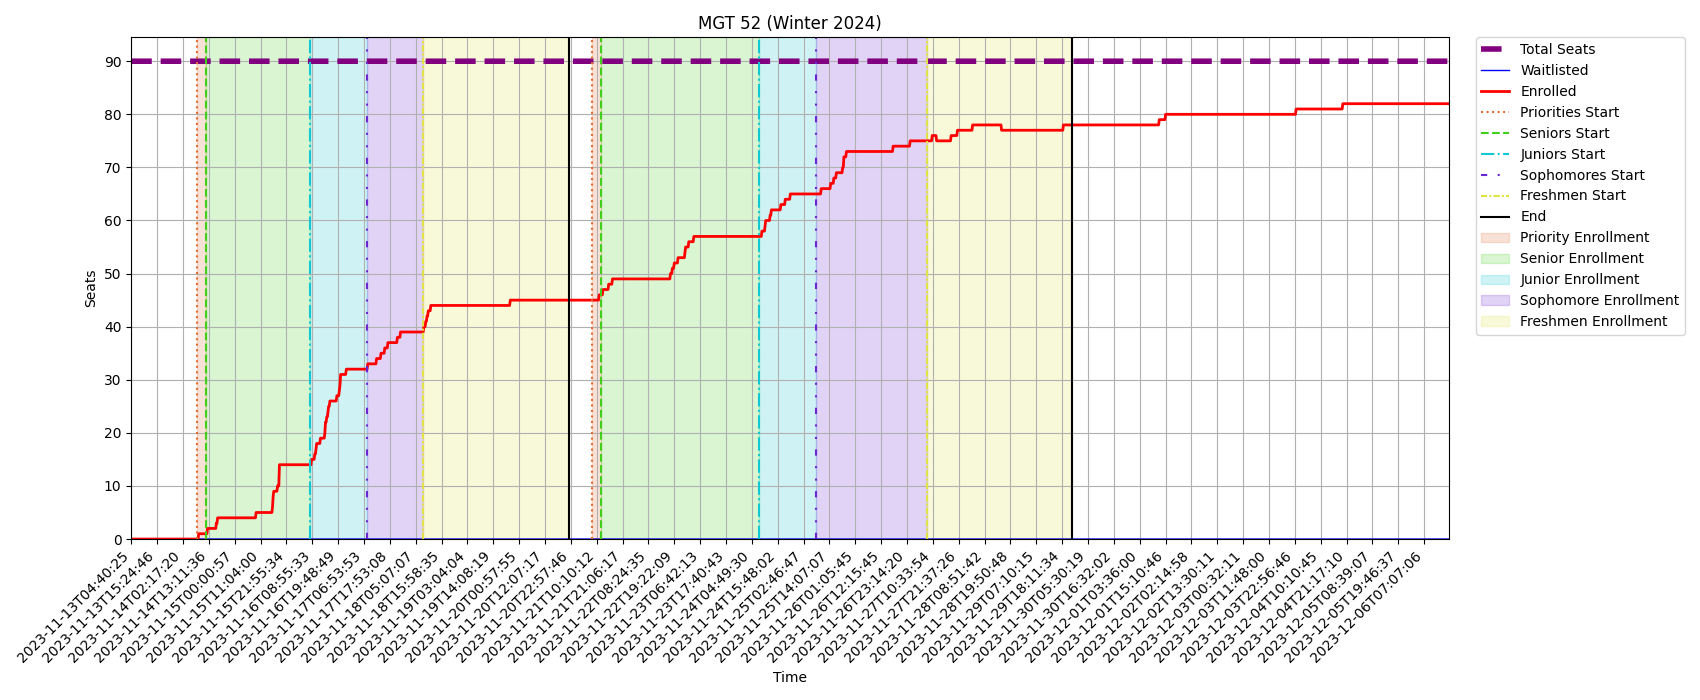 MGT 52 (Winter 2024)
Seats
90
80
70
60
50
40
30
20
10
0
2023-11-13T04:40:25
2023-11-13T15:24:46
2023-11-14T02:17:20
2023-11-14T13:11:36
2023-11-15T00:00:57
2023-11-15T11:04:00
2023-11-15T21:55:34
2023-11-16T08:55:33
2023-11-16T19:48:49
2023-11-17T06:53:53
2023-11-17T17:53:08
2023-11-18T05:07:07
2023-11-18T15:58:35
2023-11-19T03:04:04
2023-11-19T14:08:19
2023-11-20T00:57:55
2023-11-20T12:07:17
2023-11-20T22:57:46
2023-11-21T10:10:12
2023-11-21T21:06:17
2023-11-22T08:24:35
2023-11-22T19:22:09
2023-11-23T06:42:13
2023-11-23T17:40:43
2023-11-24T04:49:30
2023-11-24T15:48:02
2023-11-25T02:46:47
2023-11-25T14:07:07
2023-11-26T01:05:45
2023-11-26T12:15:45
2023-11-26T23:14:20
2023-11-27T10:33:54
2023-11-27T21:37:26
2023-11-28T08:51:42
2023-11-28T19:50:48
2023-11-29T07:10:15
2023-11-29T18:11:34
2023-11-30T05:30:19
2023-11-30T16:32:02
2023-12-01T03:36:00
2023-12-01T15:10:46
2023-12-02T02:14:58
2023-12-02T13:30:11
2023-12-03T00:32:11
2023-12-03T11:48:00
2023-12-03T22:56:46
2023-12-04T10:10:45
2023-12-04T21:17:10
2023-12-05T08:39:07
2023-12-05T19:46:37
2023-12-06T07:07:06
Time
Total Seats
Waitlisted
Enrolled
Priorities Start
Seniors Start
Juniors Start
Sophomores Start
Freshmen Start
End
Priority Enrollment
Senior Enrollment
Junior Enrollment
Sophomore Enrollment
Freshmen Enrollment